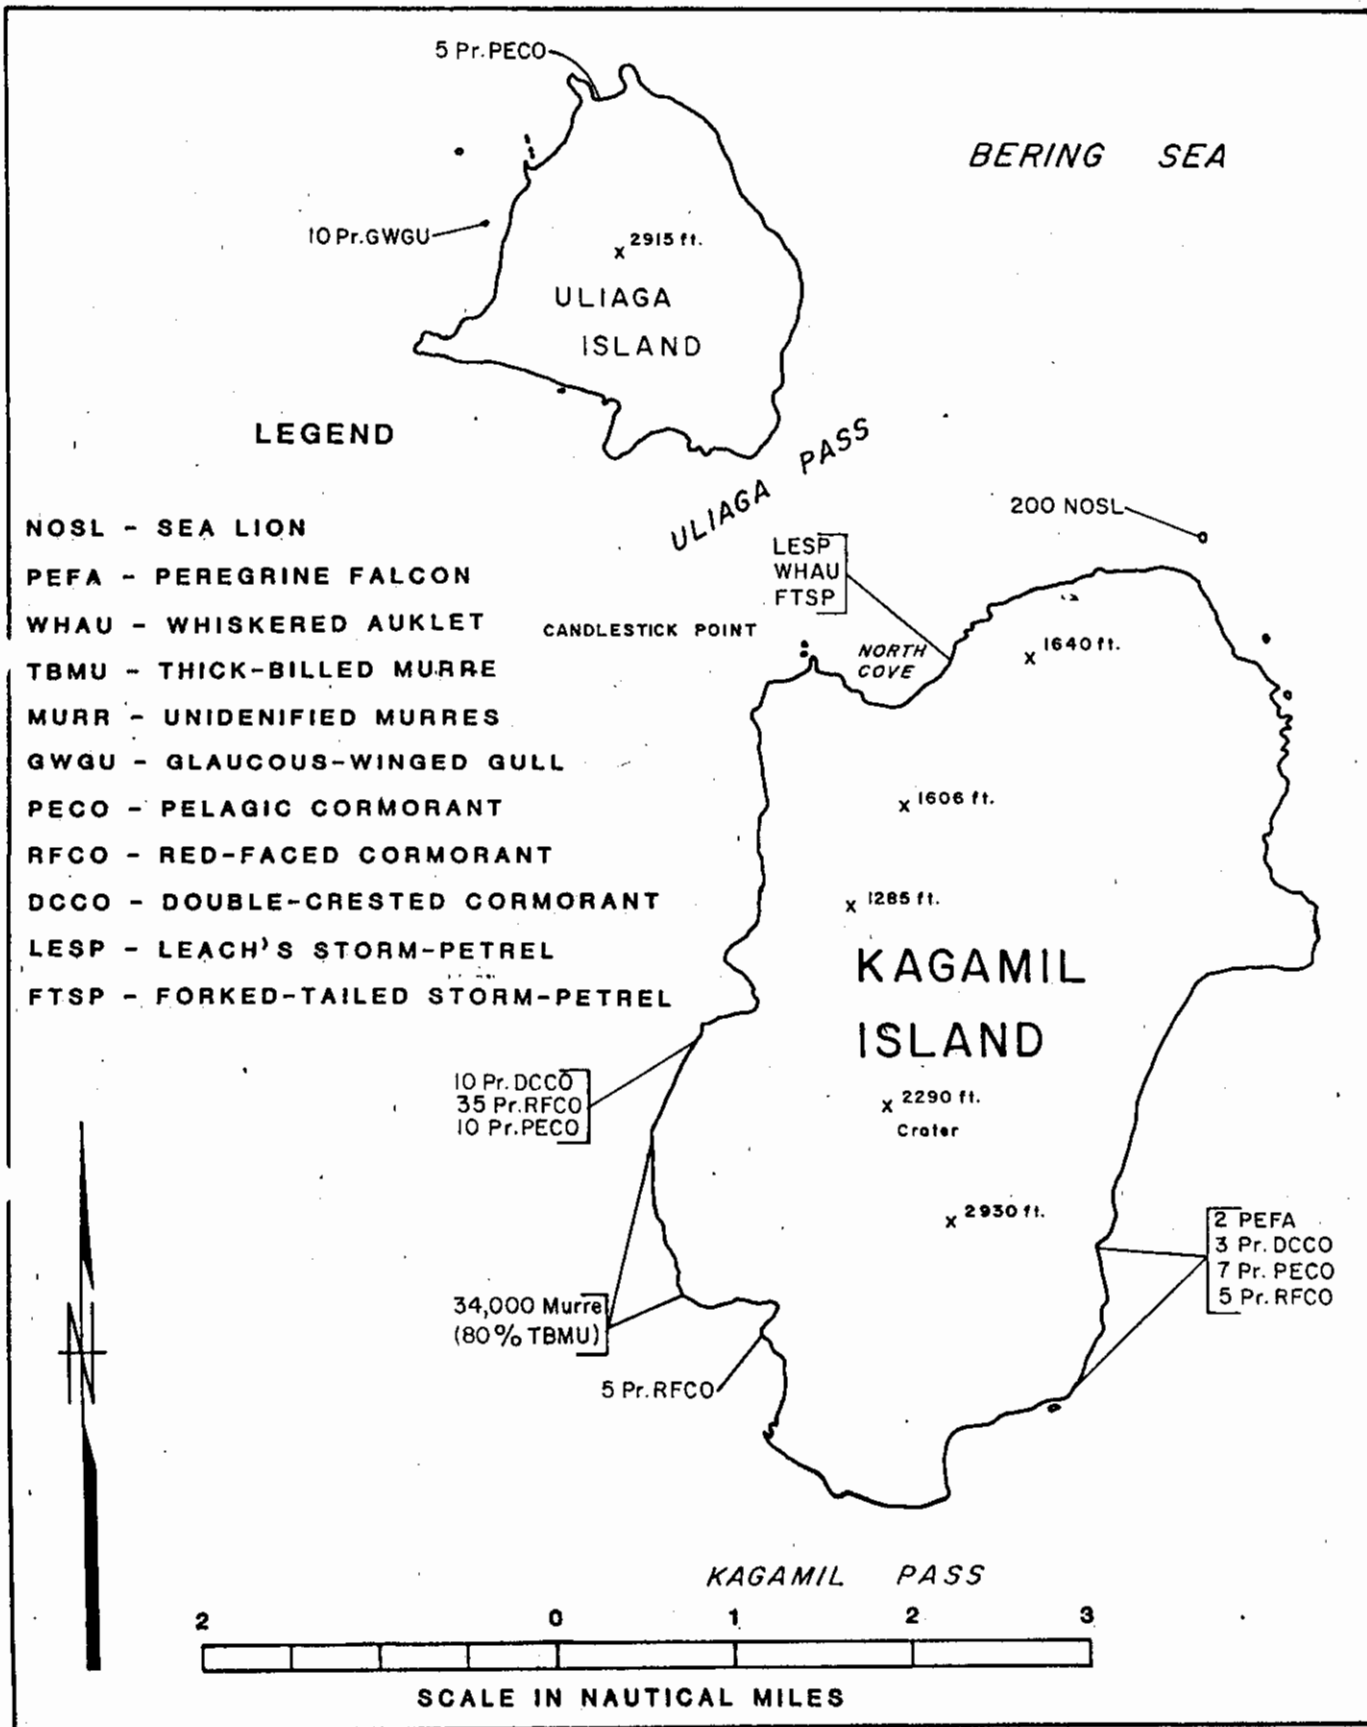 5 Pr. PECO
BERING SEA
10 Pr. GWGU
x 2915 ft.
ULIAGA
ISLAND
LEGEND
ULIAGA PASS
NOSL - SEA LION
PEFA - PEREGRINE FALCON
WHAU - WHISKERED AUKLET
TBMU - THICK-BILLED MURRE
MURR - UNIDENIFIED MURRES
GWGU - GLAUCOUS-WINGED GULL
PECO - PELAGIC CORMORANT
RFCO - RED-FACED CORMORANT
DCCO - DOUBLE-CRESTED CORMORANT
LESP - LEACH'S STORM-PETREL
FTSP - FORKED-TAILED STORM-PETREL
200 NOSL
LESP
WHAU
FTSP
CANDLESTICK POINT
NORTH
COVE
x 1640 ft.
x 1606 ft.
x 1285 ft.
KAGAMIL
ISLAND
10 Pr. DCCO
35 Pr. RFCO
10 Pr. PECO
x 2290 ft.
Crater
x 2930 ft.
2 PEFA
3 Pr. DCCO
7 Pr. PECO
5 Pr. RFCO
34,000 Murre
(80% TBMU)
5 Pr. RFCO
N
KAGAMIL PASS
2 0 1 2 3
SCALE IN NAUTICAL MILES